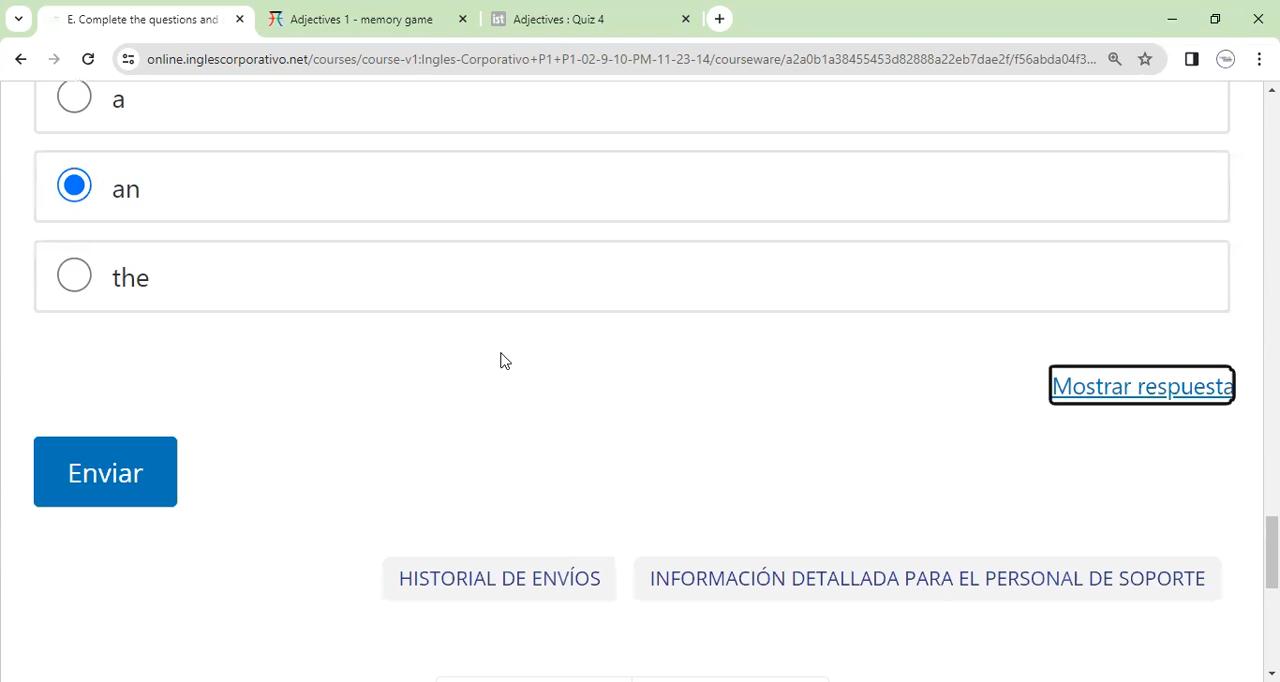 E. Complete the questions and
Adjectives 1 - memory game
ist
Adjectives : Quiz 4
online.inglescorporativo.net/courses/course-v1:Ingles-Corporativo+P1+P1-02-9-10-PM-11-23-14/courseware/a2a0b1a38455453d82888a22eb7dae2f/f56abda04f3...
a
an
the
Mostrar respuesta
Enviar
HISTORIAL DE ENVÍOS
INFORMACIÓN DETALLADA PARA EL PERSONAL DE SOPORTE